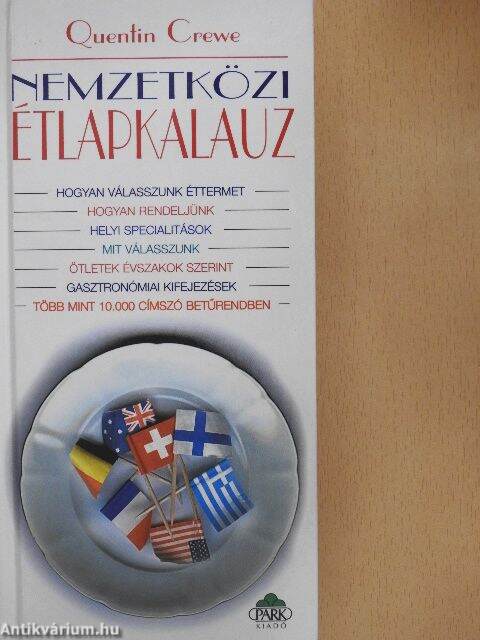 Quentin Crewe
NEMZETKÖZI
ÉTLAPKALAUZ
HOGYAN VÁLASSZUNK ÉTTERMET
HOGYAN RENDELJÜNK
HELYI SPECIALITÁSOK
MIT VÁLASSZUNK
ÖTLETEK ÉVSZAKOK SZERINT
GASZTRONÓMIAI KIFEJEZÉSEK
TÖBB MINT 10.000 CÍMSZÓ BETŰRENDBEN
PARK
KIADÓ
Antikvárium.hu